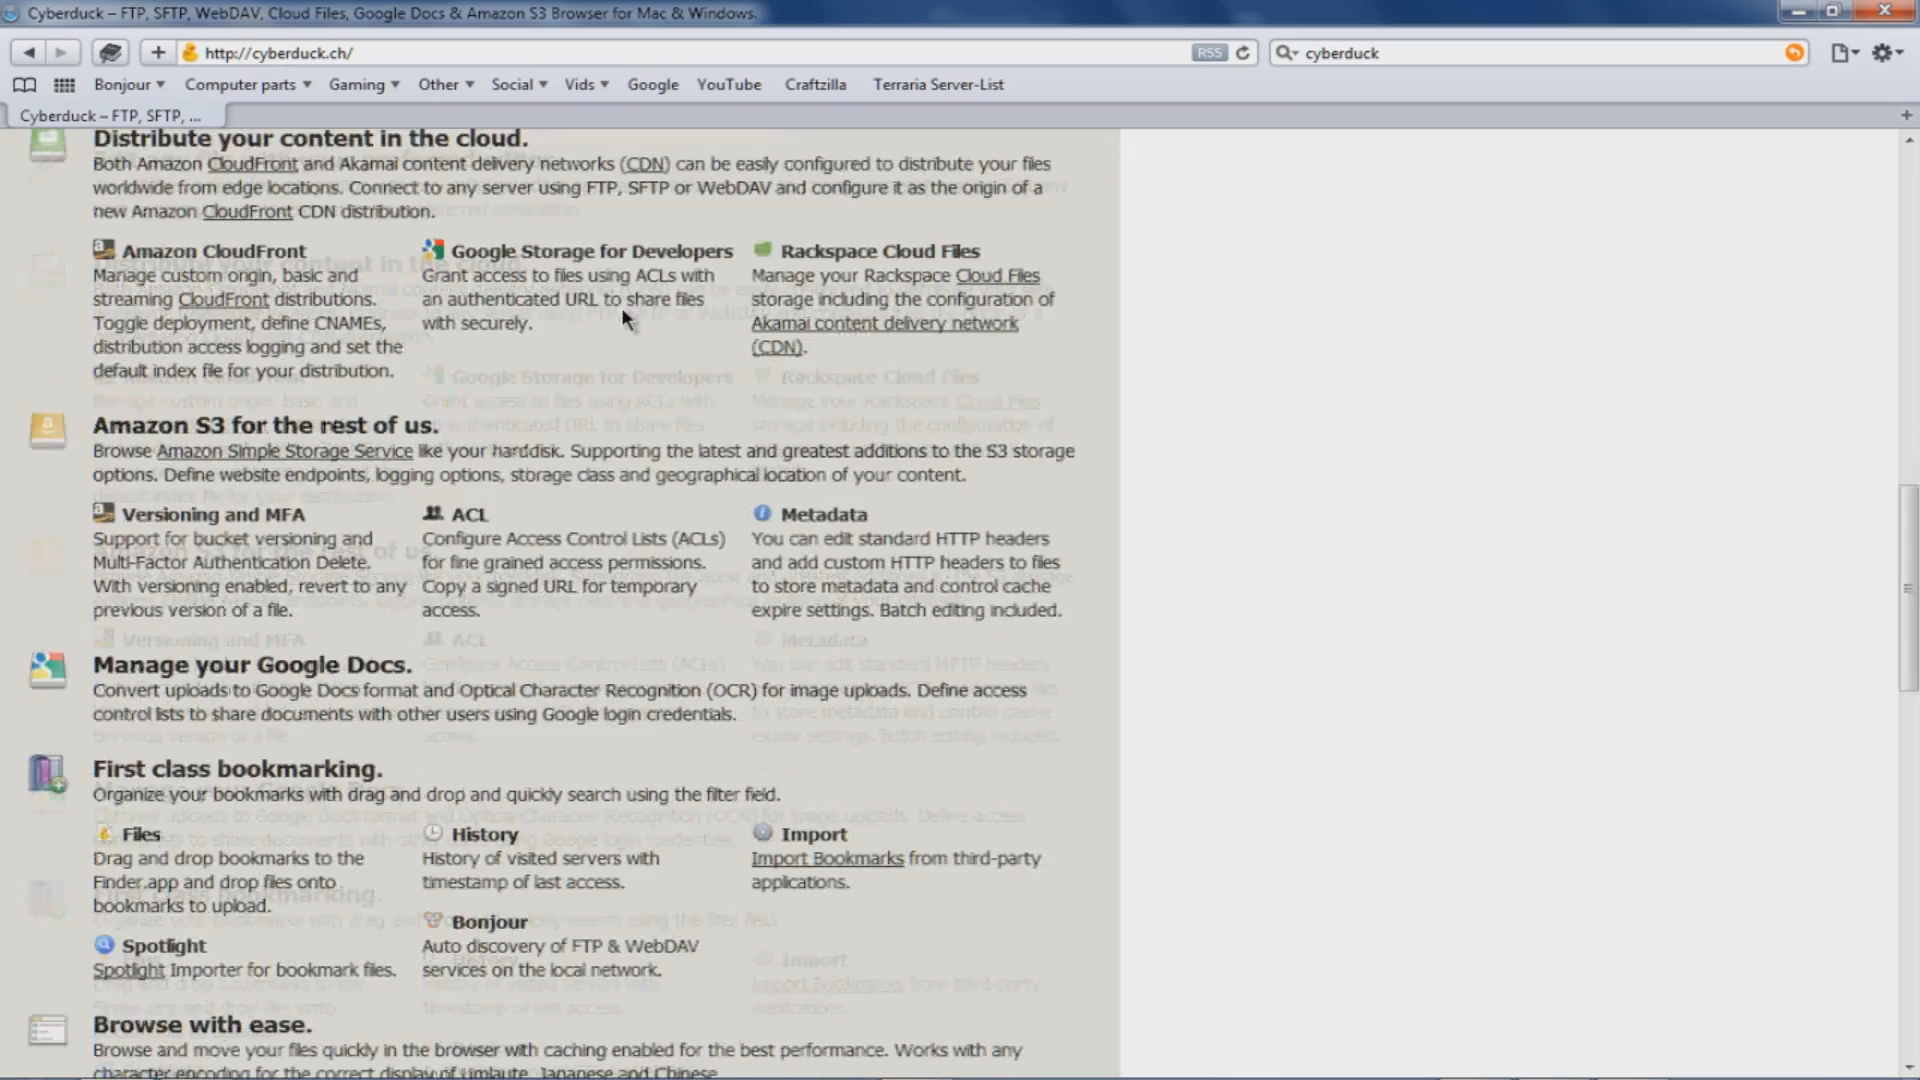 Cyberduck – FTP, SFTP, WebDAV, Cloud Files, Google Docs & Amazon S3 Browser for Mac & Windows.
http://cyberduck.ch/
RSS
cyberduck
Bonjour
Computer parts
Gaming
Other
Social
Vids
Google
YouTube
Craftzilla
Terraria Server-List
Cyberduck – FTP, SFTP, ...
Distribute your content in the cloud.
Both Amazon CloudFront and Akamai content delivery networks (CDN) can be easily configured to distribute your files
worldwide from edge locations. Connect to any server using FTP, SFTP or WebDAV and configure it as the origin of a
new Amazon CloudFront CDN distribution.
Amazon CloudFront
Manage custom origin, basic and
streaming CloudFront distributions.
Toggle deployment, define CNAMEs,
distribution access logging and set the
default index file for your distribution.
Google Storage for Developers
Grant access to files using ACLs with
an authenticated URL to share files
with securely.
Rackspace Cloud Files
Manage your Rackspace Cloud Files
storage including the configuration of
Akamai content delivery network
(CDN).
Amazon S3 for the rest of us.
Browse Amazon Simple Storage Service like your harddisk. Supporting the latest and greatest additions to the S3 storage
options. Define website endpoints, logging options, storage class and geographical location of your content.
Versioning and MFA
Support for bucket versioning and
Multi-Factor Authentication Delete.
With versioning enabled, revert to any
previous version of a file.
ACL
Configure Access Control Lists (ACLs)
for fine grained access permissions.
Copy a signed URL for temporary
access.
Metadata
You can edit standard HTTP headers
and add custom HTTP headers to files
to store metadata and control cache
expire settings. Batch editing included.
Manage your Google Docs.
Convert uploads to Google Docs format and Optical Character Recognition (OCR) for image uploads. Define access
control lists to share documents with other users using Google login credentials.
First class bookmarking.
Organize your bookmarks with drag and drop and quickly search using the filter field.
Files
Drag and drop bookmarks to the
Finder.app and drop files onto
bookmarks to upload.
History
History of visited servers with
timestamp of last access.
Import
Import Bookmarks from third-party
applications.
Spotlight
Spotlight Importer for bookmark files.
Bonjour
Auto discovery of FTP & WebDAV
services on the local network.
Browse with ease.
Browse and move your files quickly in the browser with caching enabled for the best performance. Works with any
character encoding for the correct display of Umlaute, Japanese and Chinese